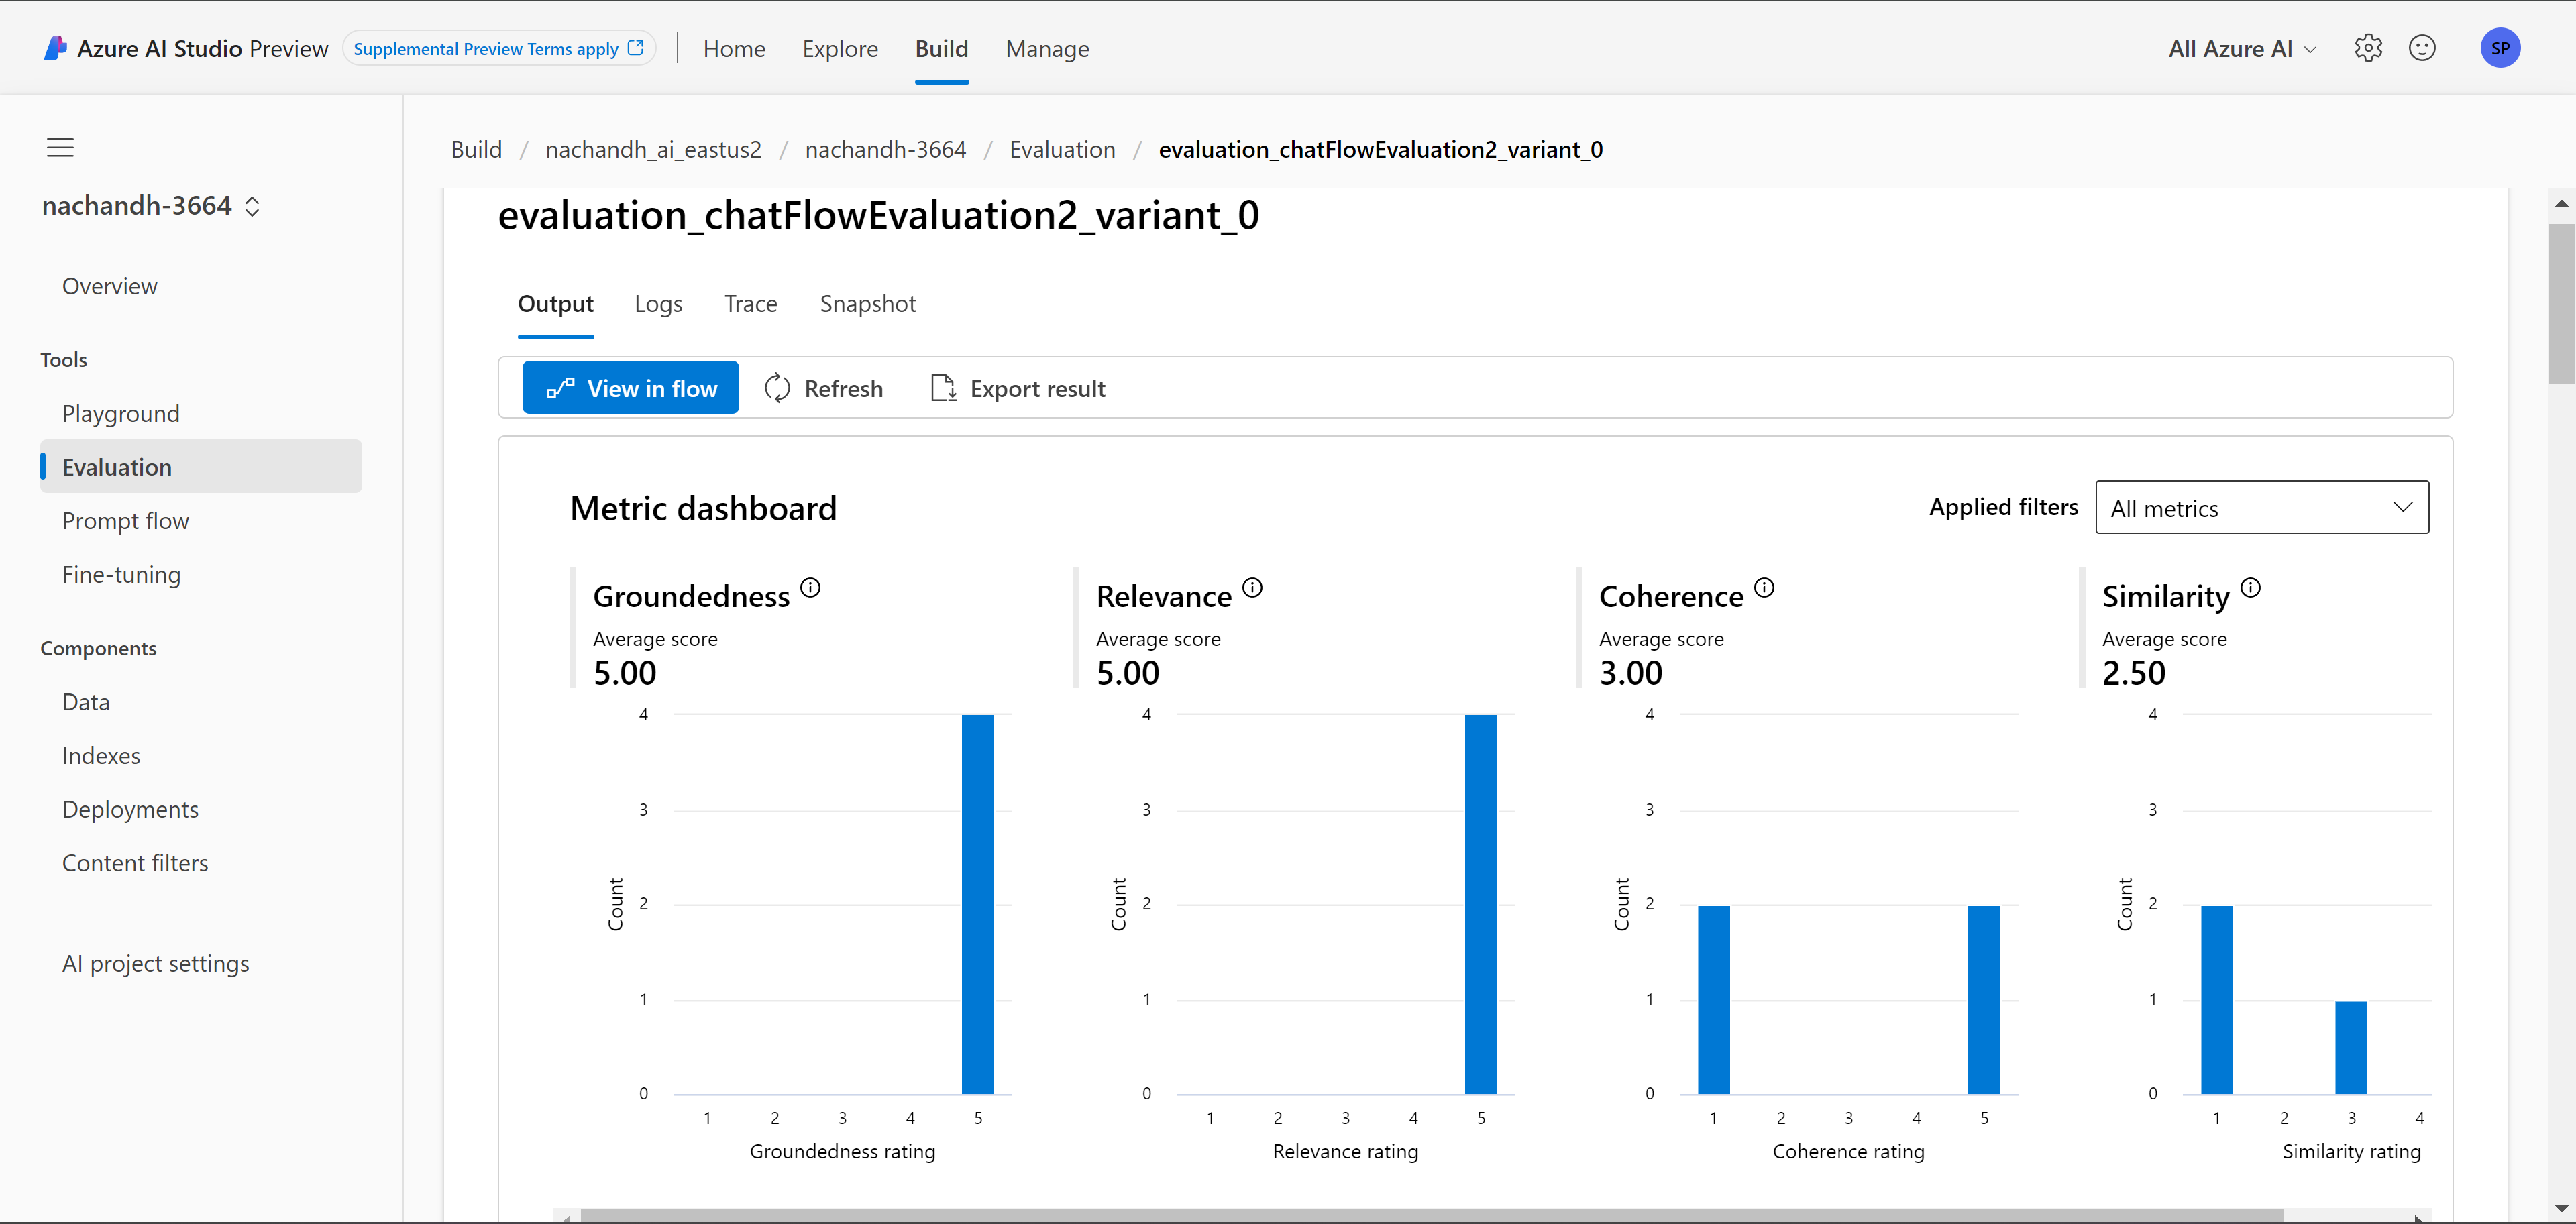 Azure AI Studio Preview Supplemental Preview Terms apply Home Explore Build Manage All Azure AI SP
nachandh-3664
Overview
Tools
Playground
Evaluation
Prompt flow
Fine-tuning
Components
Data
Indexes
Deployments
Content filters
AI project settings
Build / nachandh_ai_eastus2 / nachandh-3664 / Evaluation / evaluation_chatFlowEvaluation2_variant_0
evaluation_chatFlowEvaluation2_variant_0
Output Logs Trace Snapshot
View in flow Refresh Export result
Metric dashboard Applied filters All metrics
Groundedness
Average score
5.00
4
3
2
1
0
Count
1 2 3 4 5
Groundedness rating
Relevance
Average score
5.00
4
3
2
1
0
Count
1 2 3 4 5
Relevance rating
Coherence
Average score
3.00
4
3
2
1
0
Count
1 2 3 4 5
Coherence rating
Similarity
Average score
2.50
4
3
2
1
0
Count
1 2 3 4
Similarity rating